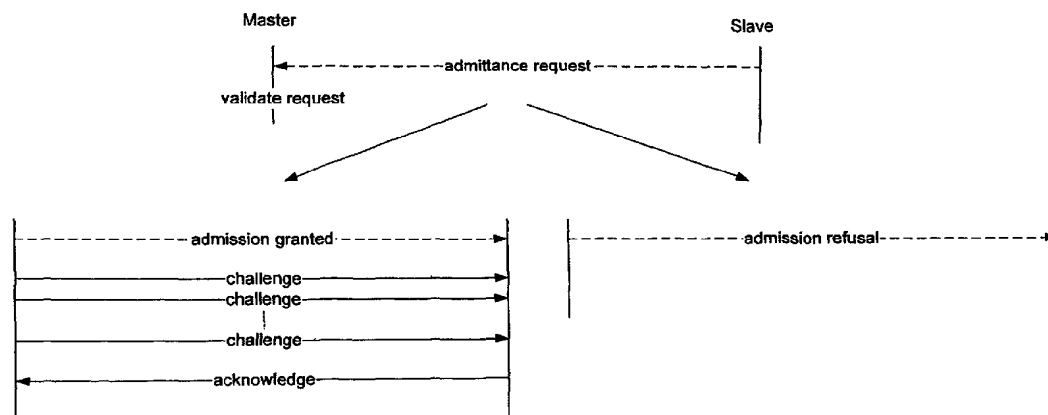 Master
Slave
admittance request
validate request
admission granted
admission refusal
challenge
challenge
challenge
acknowledge